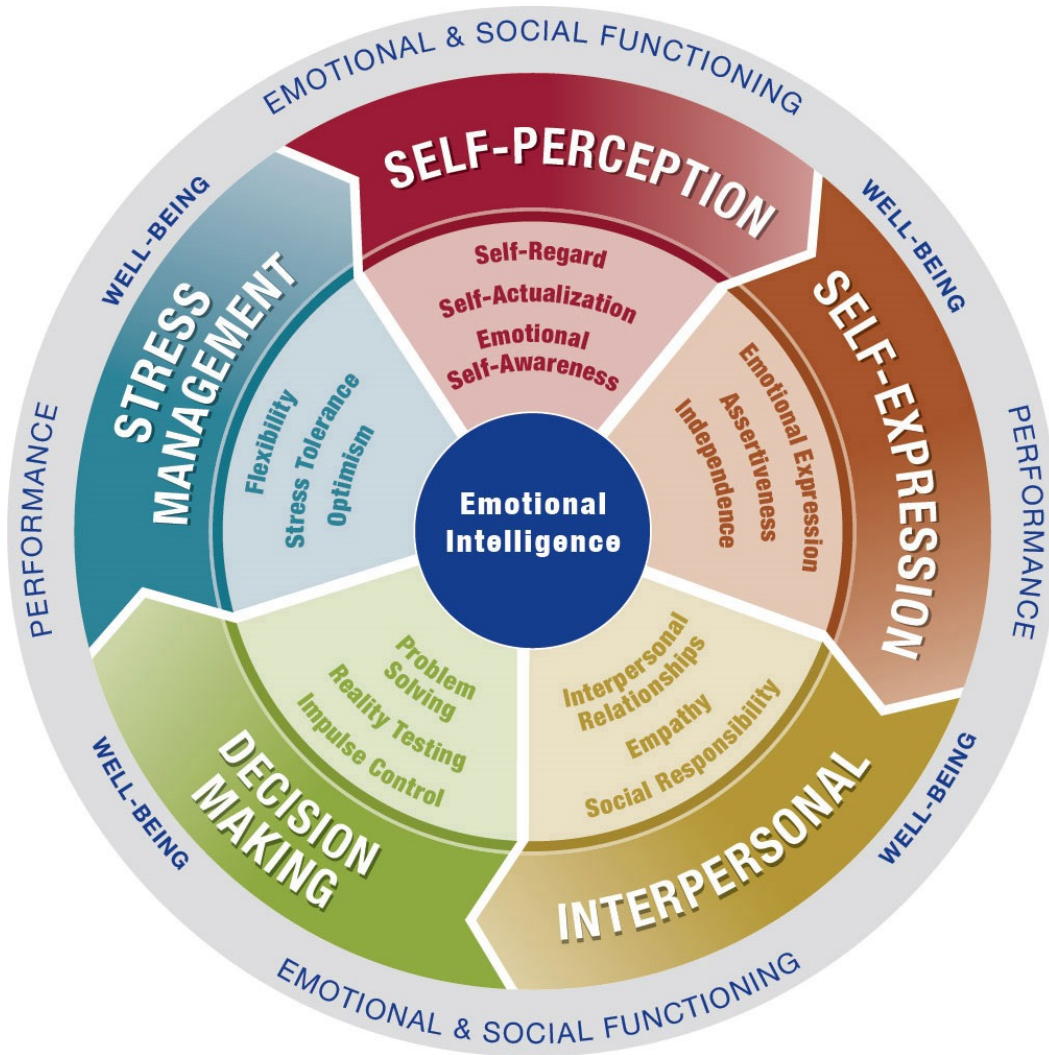 EMOTIONAL & SOCIAL FUNCTIONING
WELL-BEING
WELL-BEING
PERFORMANCE
PERFORMANCE
WELL-BEING
WELL-BEING
EMOTIONAL & SOCIAL FUNCTIONING
SELF-PERCEPTION
Self-Regard
Self-Actualization
Emotional
Self-Awareness
SELF-EXPRESSION
Emotional Expression
Assertiveness
Independence
INTERPERSONAL
Interpersonal
Relationships
Empathy
Social Responsibility
DECISION
MAKING
Problem
Solving
Reality Testing
Impulse Control
STRESS
MANAGEMENT
Flexibility
Stress Tolerance
Optimism
Emotional
Intelligence